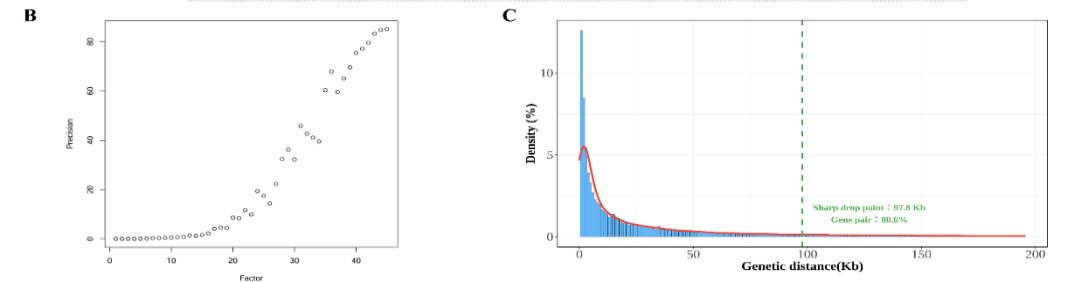 B
Precision
80
60
40
20
0
0 10 20 30 40
Factor
C
Density (%)
10
5
0
Sharp drop point：97.8 Kb
Gene pair：80.6%
0 50 100 150 200
Genetic distance(Kb)